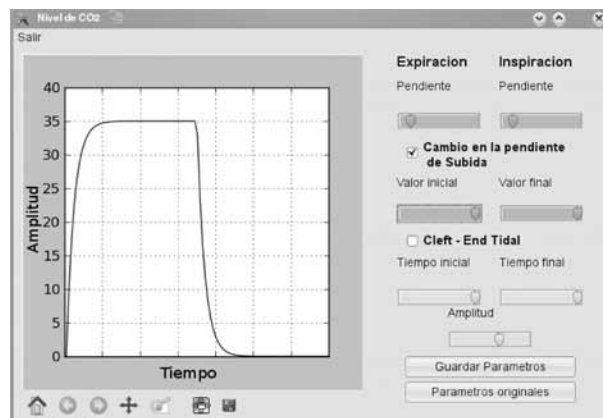 Nivel de CO2
Salir
40
35
30
25
20
15
10
5
0
Amplitud
Tiempo
Expiracion Inspiracion
Pendiente Pendiente
Cambio en la pendiente
de Subida
Valor inicial Valor final
Cleft - End Tidal
Tiempo inicial Tiempo final
Amplitud
Guardar Parametros
Parametros originales